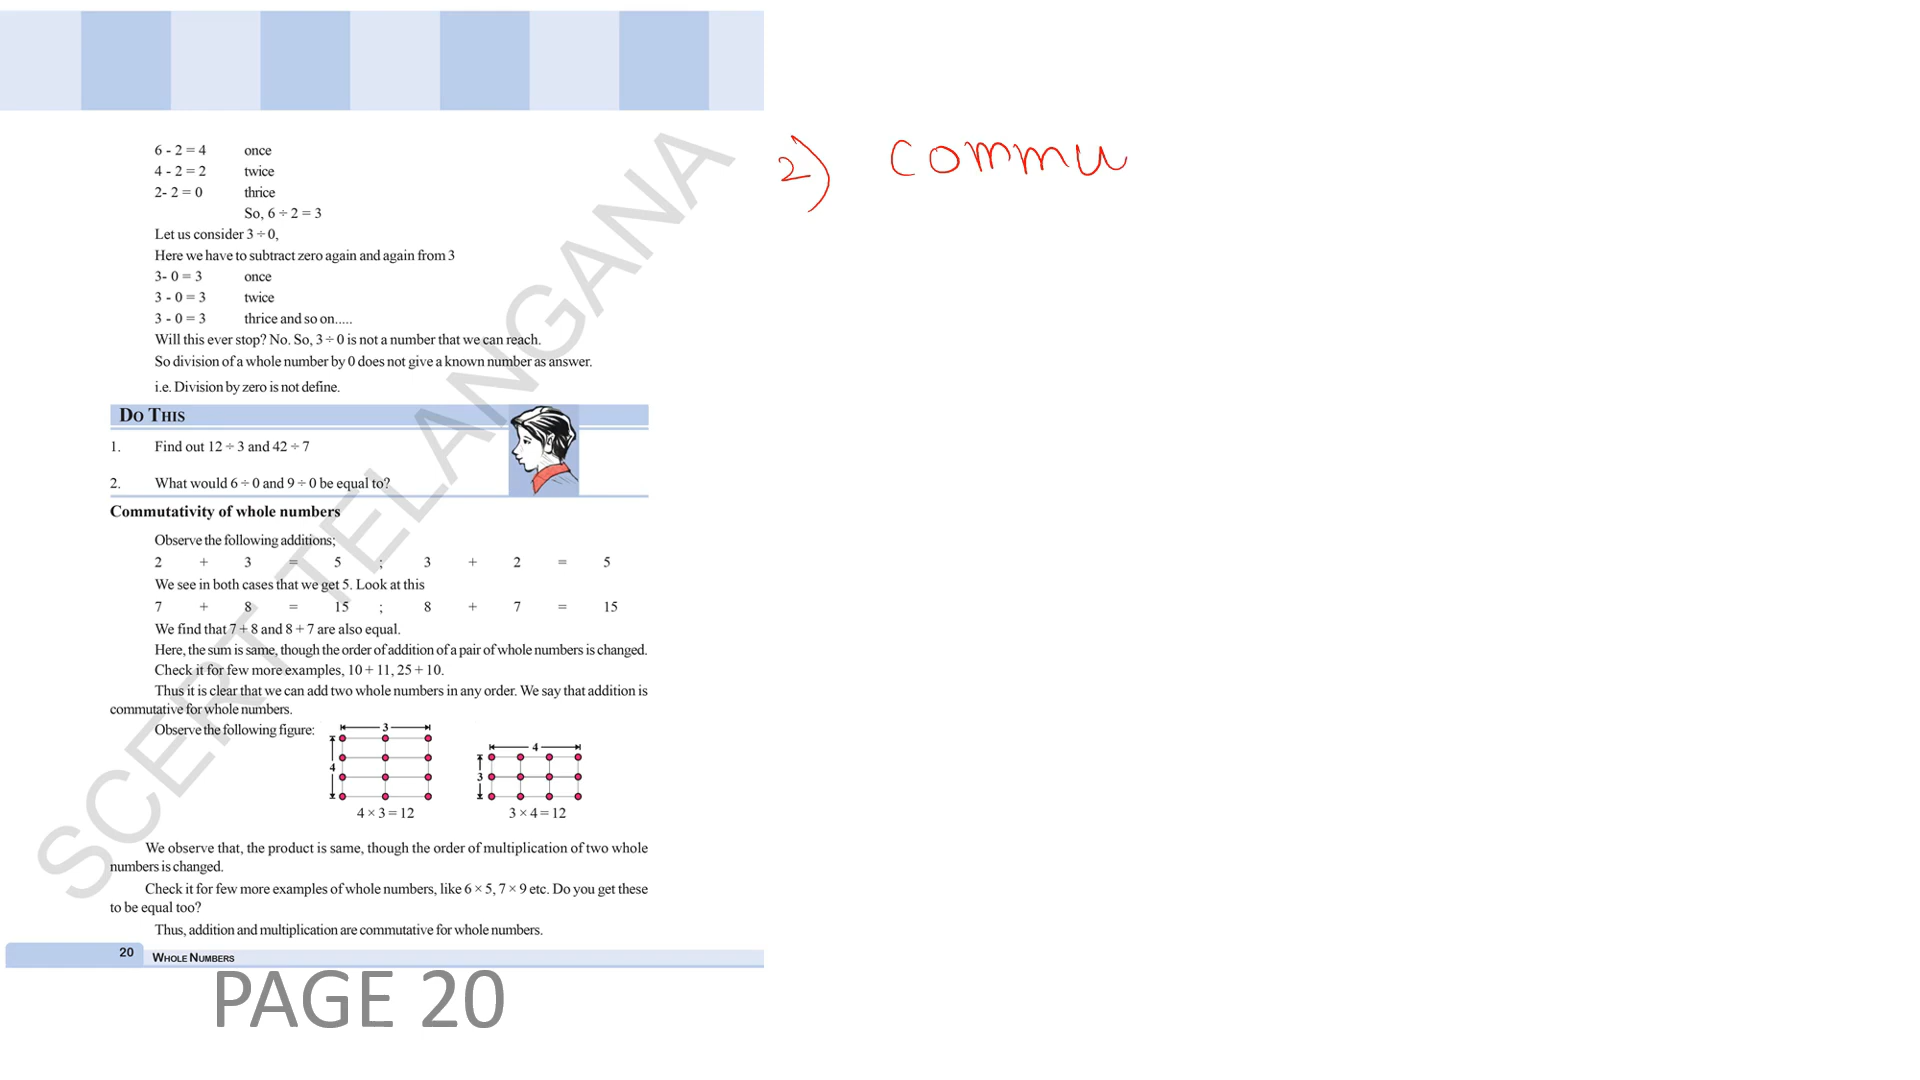 6 - 2 = 4 once
4 - 2 = 2 twice
2- 2 = 0 thrice
So, 6 ÷ 2 = 3
Let us consider 3 ÷ 0,
Here we have to subtract zero again and again from 3
3- 0 = 3 once
3 - 0 = 3 twice
3 - 0 = 3 thrice and so on.....
Will this ever stop? No. So, 3 ÷ 0 is not a number that we can reach.
So division of a whole number by 0 does not give a known number as answer.
i.e. Division by zero is not define.
DO THIS
1. Find out 12 ÷ 3 and 42 ÷ 7
2. What would 6 ÷ 0 and 9 ÷ 0 be equal to?
Commutativity of whole numbers
Observe the following additions;
2 + 3 = 5 ; 3 + 2 = 5
We see in both cases that we get 5. Look at this
7 + 8 = 15 ; 8 + 7 = 15
We find that 7 + 8 and 8 + 7 are also equal.
Here, the sum is same, though the order of addition of a pair of whole numbers is changed.
Check it for few more examples, 10 + 11, 25 + 10.
Thus it is clear that we can add two whole numbers in any order. We say that addition is
commutative for whole numbers.
Observe the following figure:
3
4
4 × 3 = 12
4
3
3 × 4 = 12
We observe that, the product is same, though the order of multiplication of two whole
numbers is changed.
Check it for few more examples of whole numbers, like 6 × 5, 7 × 9 etc. Do you get these
to be equal too?
Thus, addition and multiplication are commutative for whole numbers.
20 WHOLE NUMBERS
PAGE 20
SCERT TELANGANA
2) commu